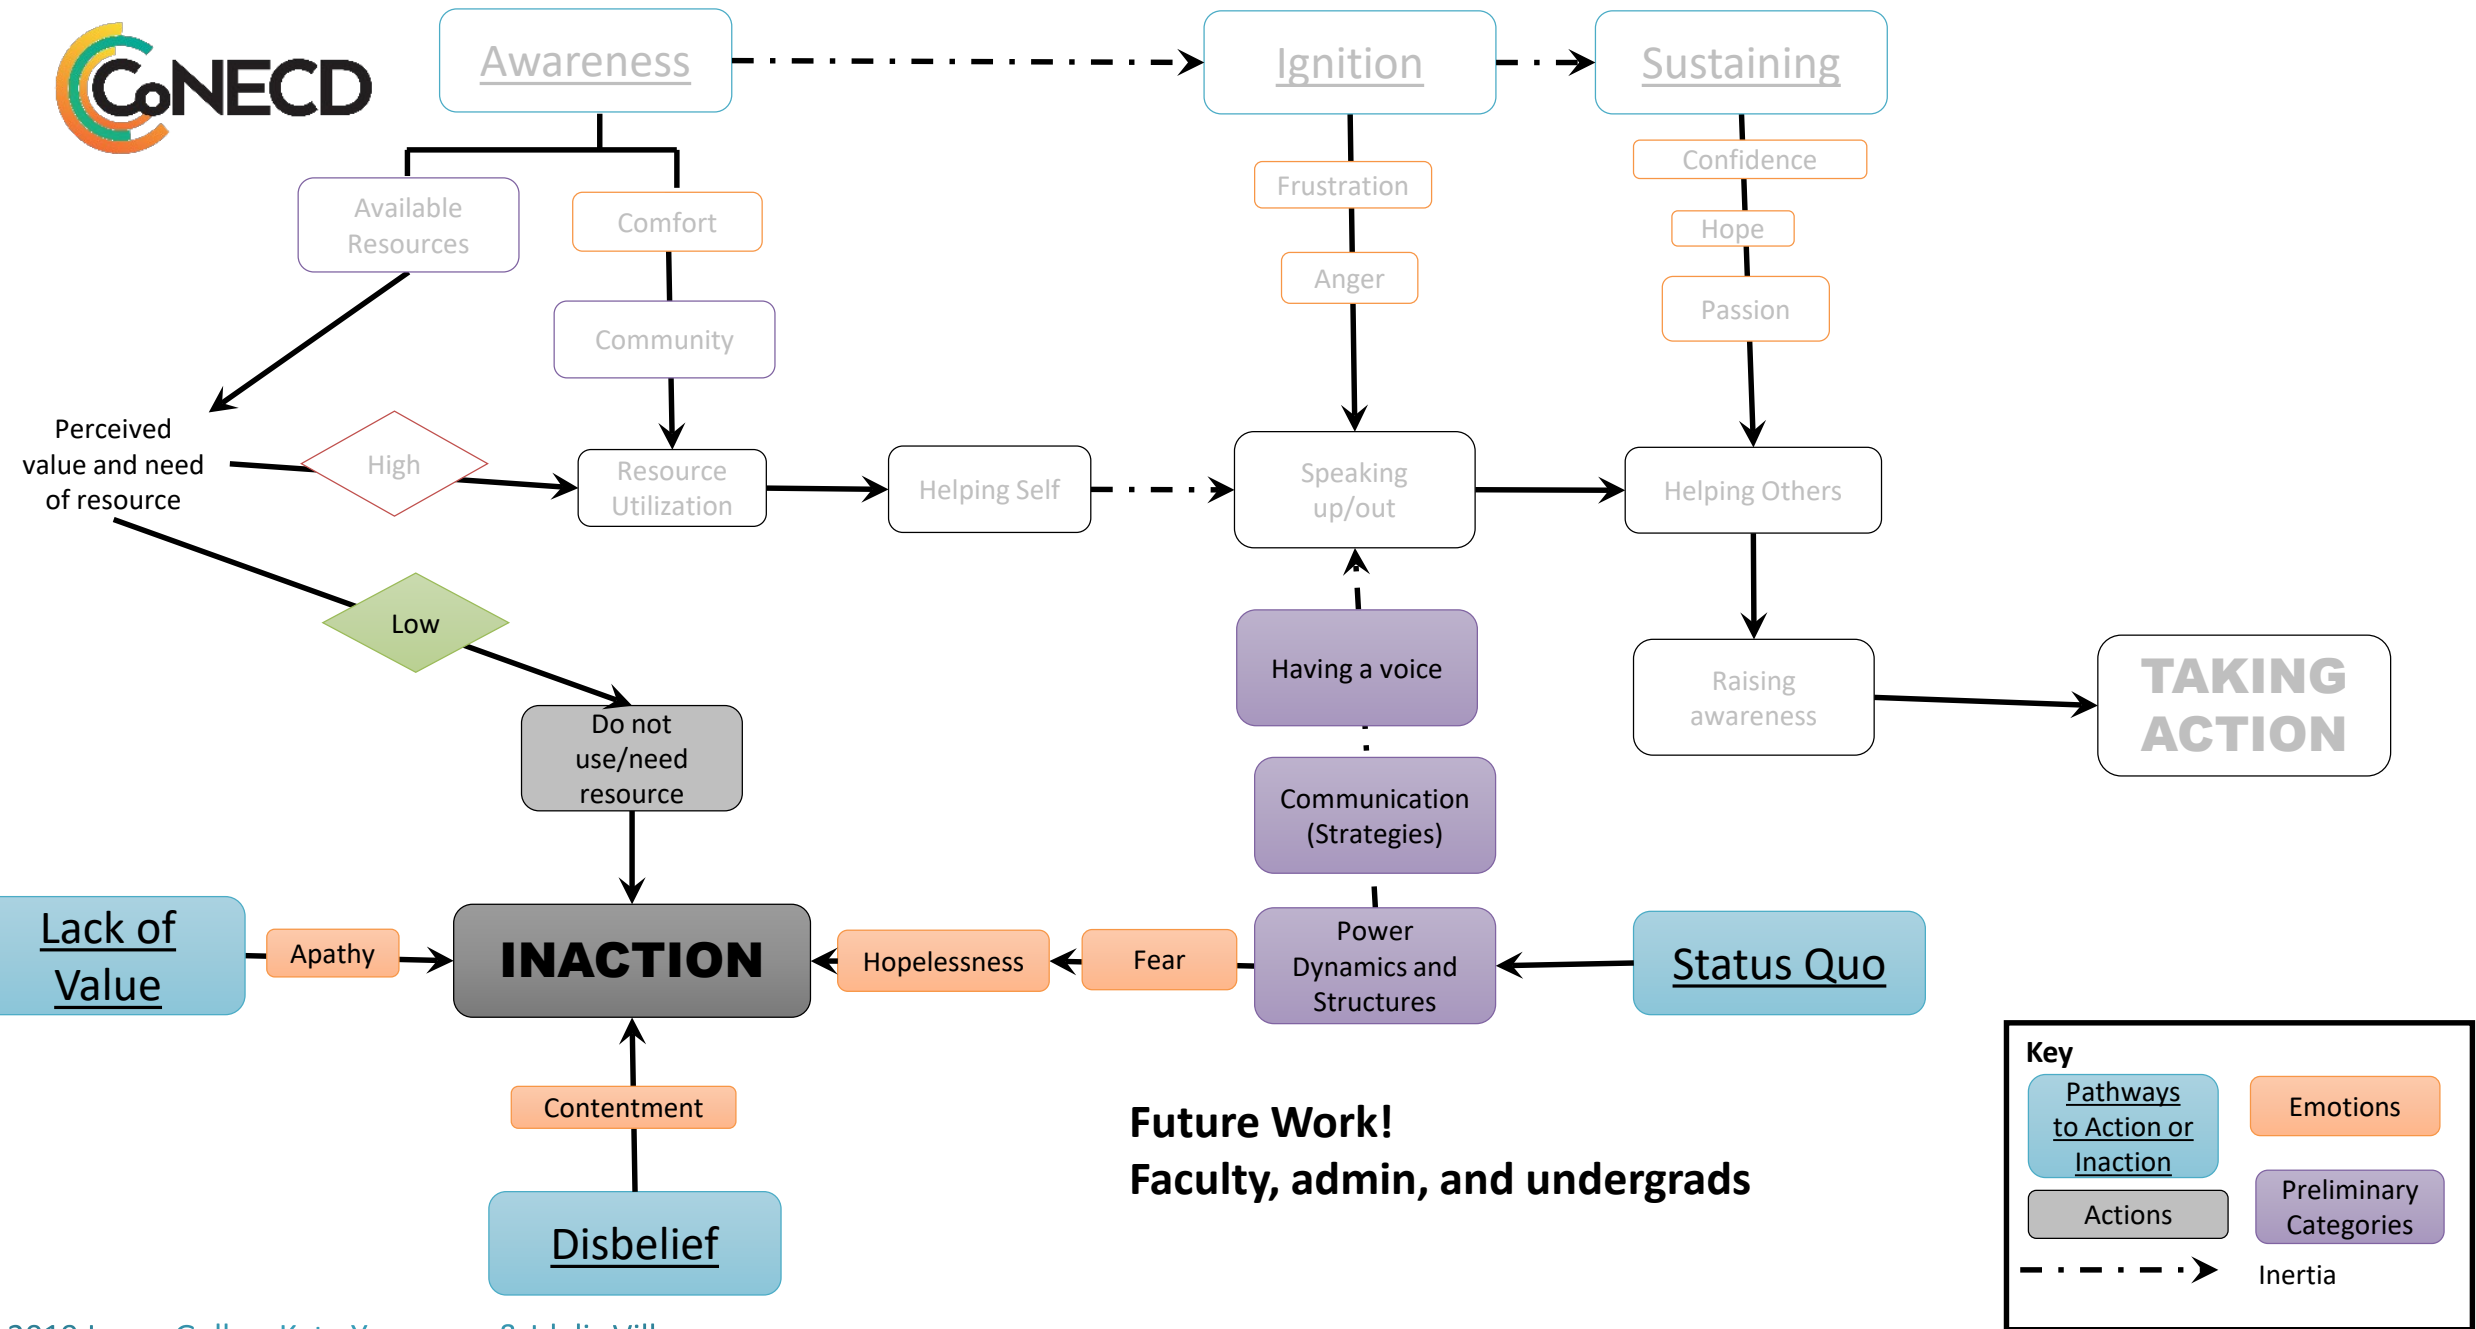 CoNECD
Awareness
Ignition
Sustaining
Available
Resources
Comfort
Frustration
Confidence
Hope
Anger
Passion
Community
Perceived
value and need
of resource
High
Resource
Utilization
Helping Self
Speaking
up/out
Helping Others
Low
Having a voice
Raising
awareness
TAKING
ACTION
Do not
use/need
resource
Communication
(Strategies)
Lack of
Value
Apathy
INACTION
Hopelessness
Fear
Power
Dynamics and
Structures
Status Quo
Contentment
Disbelief
Future Work!
Faculty, admin, and undergrads
Key
Pathways
to Action or
Inaction
Emotions
Actions
Preliminary
Categories
Inertia